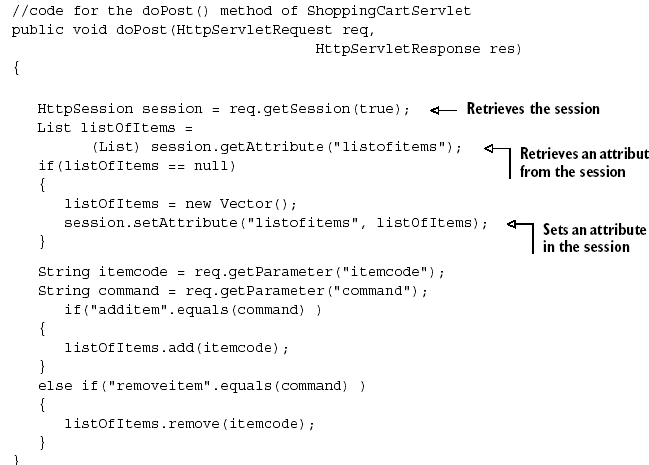 //code for the doPost() method of ShoppingCartServlet
public void doPost(HttpServletRequest req,
HttpServletResponse res)
{
HttpSession session = req.getSession(true);
Retrieves the session
List listOfItems =
(List) session.getAttribute("listofitems");
Retrieves an attribut
from the session
if(listOfItems == null)
{
listOfItems = new Vector();
session.setAttribute("listofitems", listOfItems);
Sets an attribute
in the session
}
String itemcode = req.getParameter("itemcode");
String command = req.getParameter("command");
if("additem".equals(command) )
{
listOfItems.add(itemcode);
}
else if("removeitem".equals(command) )
{
listOfItems.remove(itemcode);
}
}